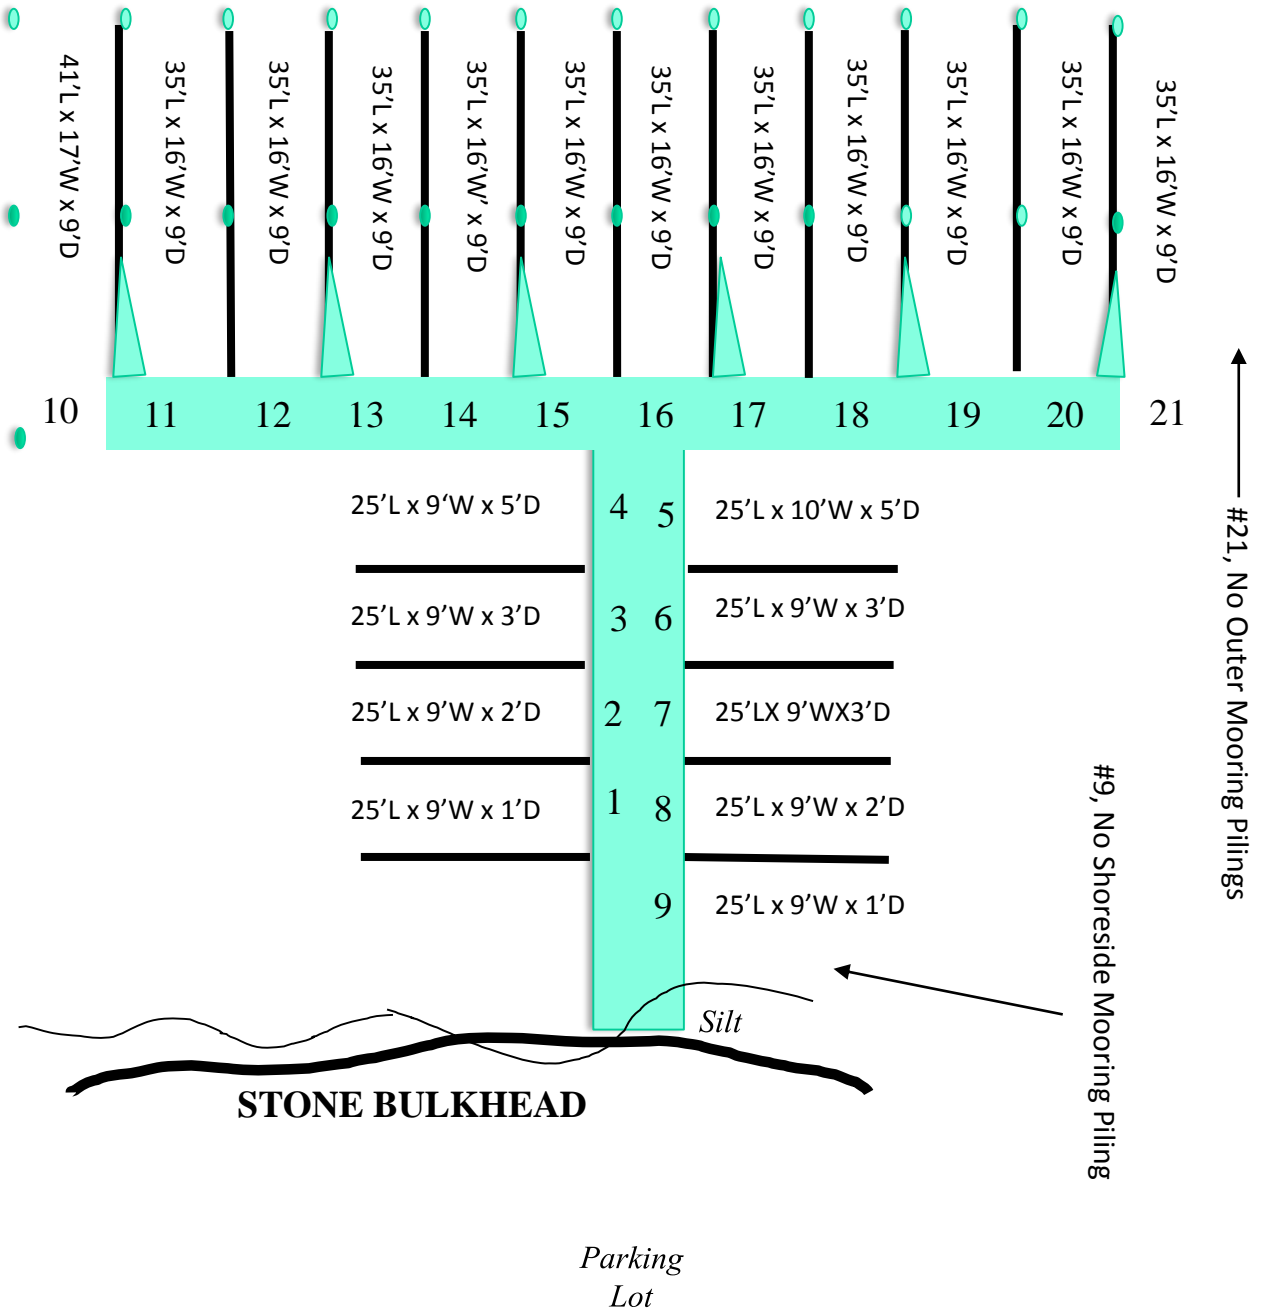 41’L x 17’W x 9’D
35’L x 16’W x 9’D
35’L x 16’W x 9’D
35’L x 16’W x 9’D
35’L x 16’W’ x 9’D
35’L x 16’W x 9’D
35’L x 16’W x 9’D
35’L x 16’W x 9’D
35’L x 16’W x 9’D
35’L x 16’W x 9’D
35’L x 16’W x 9’D
35’L x 16’W x 9’D
10 11 12 13 14 15 16 17 18 19 20 21
25’L x 9‘W x 5’D 4 5 25’L x 10’W x 5’D
25’L x 9’W x 3’D 3 6 25’L x 9’W x 3’D
25’L x 9’W x 2’D 2 7 25’LX 9’WX3’D
25’L x 9’W x 1’D 1 8 25’L x 9’W x 2’D
9 25’L x 9’W x 1’D
#21, No Outer Mooring Pilings
#9, No Shoreside Mooring Piling
Silt
STONE BULKHEAD
Parking
Lot